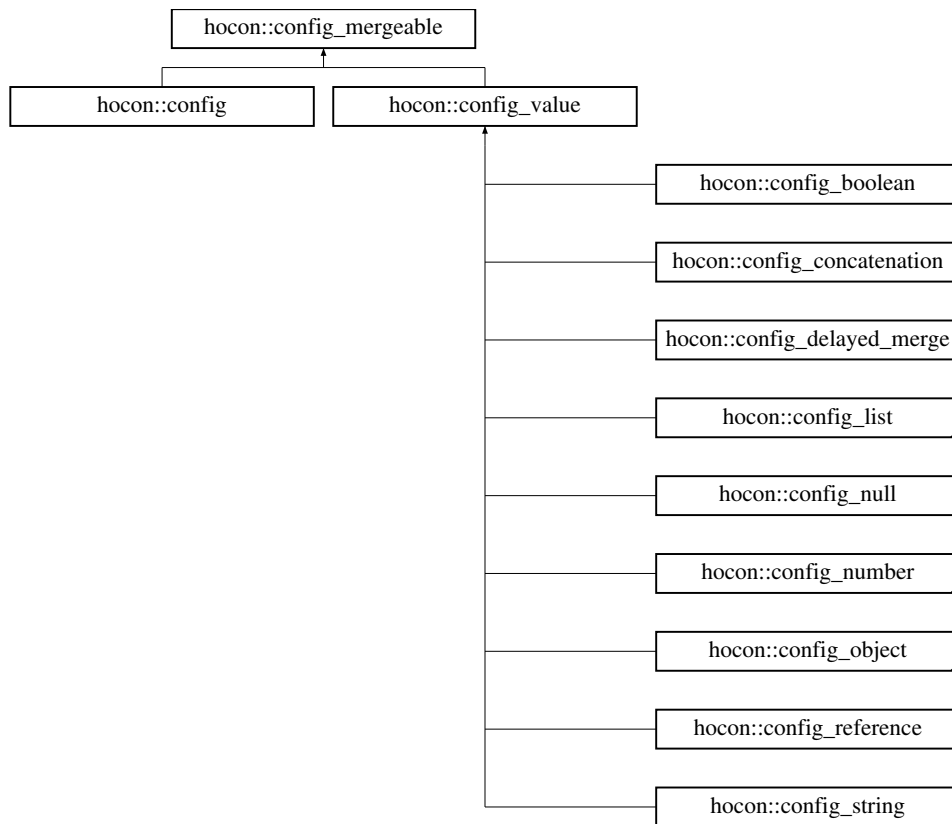 hocon::config_mergeable
hocon::config
hocon::config_value
hocon::config_boolean
hocon::config_concatenation
hocon::config_delayed_merge
hocon::config_list
hocon::config_null
hocon::config_number
hocon::config_object
hocon::config_reference
hocon::config_string